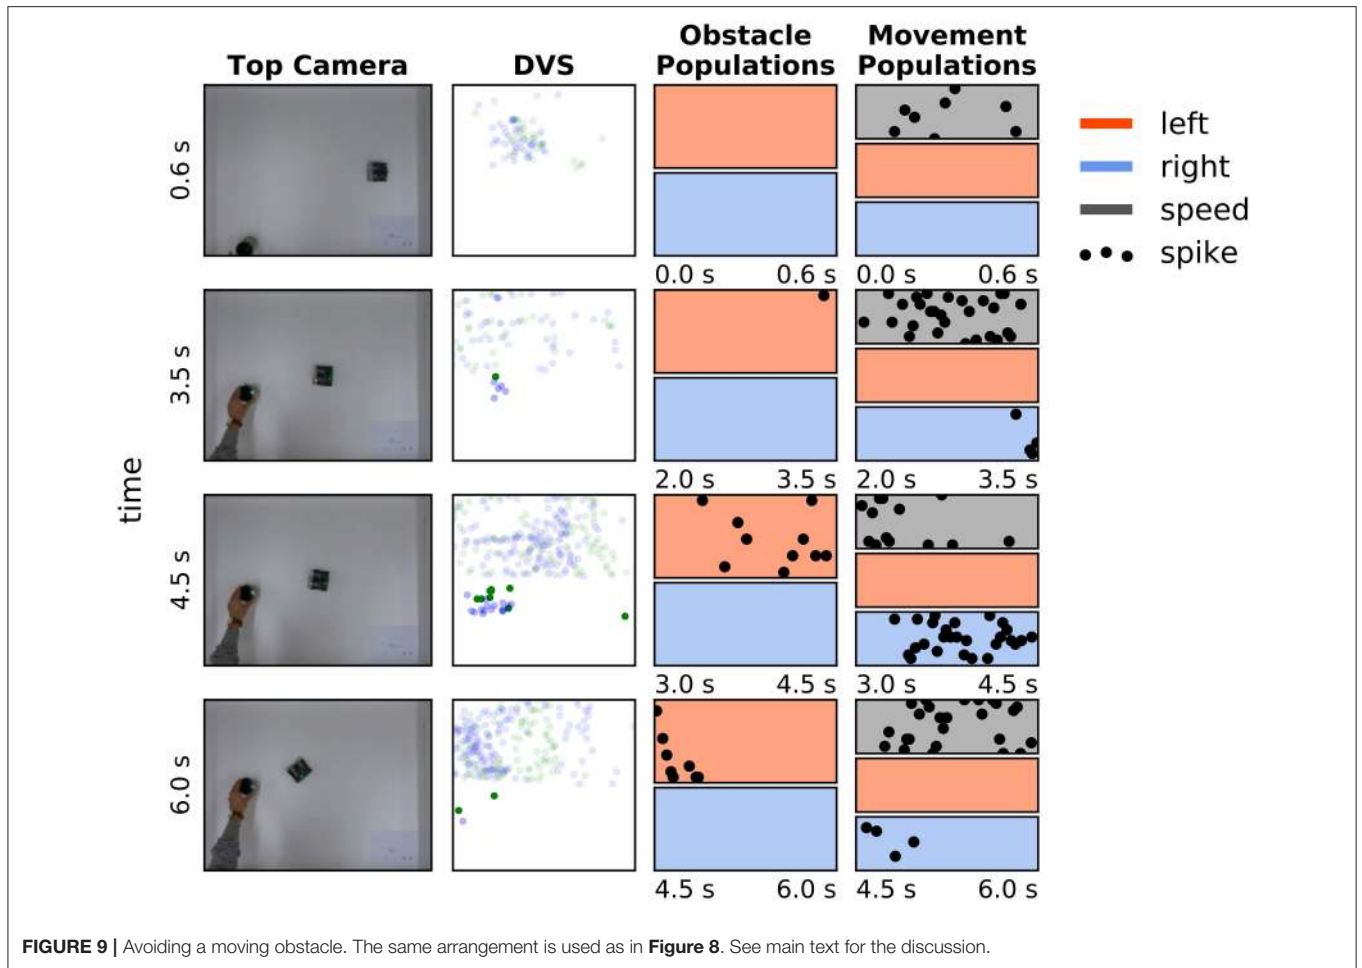 Top Camera
DVS
Obstacle
Populations
Movement
Populations
left
right
speed
spike
time
0.6 s
0.0 s
0.6 s
0.0 s
0.6 s
3.5 s
2.0 s
3.5 s
2.0 s
3.5 s
4.5 s
3.0 s
4.5 s
3.0 s
4.5 s
6.0 s
4.5 s
6.0 s
4.5 s
6.0 s
FIGURE 9 | Avoiding a moving obstacle. The same arrangement is used as in Figure 8. See main text for the discussion.